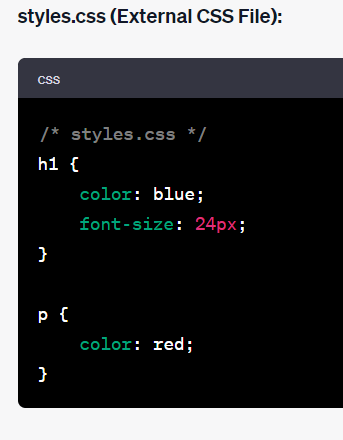 styles.css (External CSS File):
css
/* styles.css */
h1 {
    color: blue;
    font-size: 24px;
}

p {
    color: red;
}